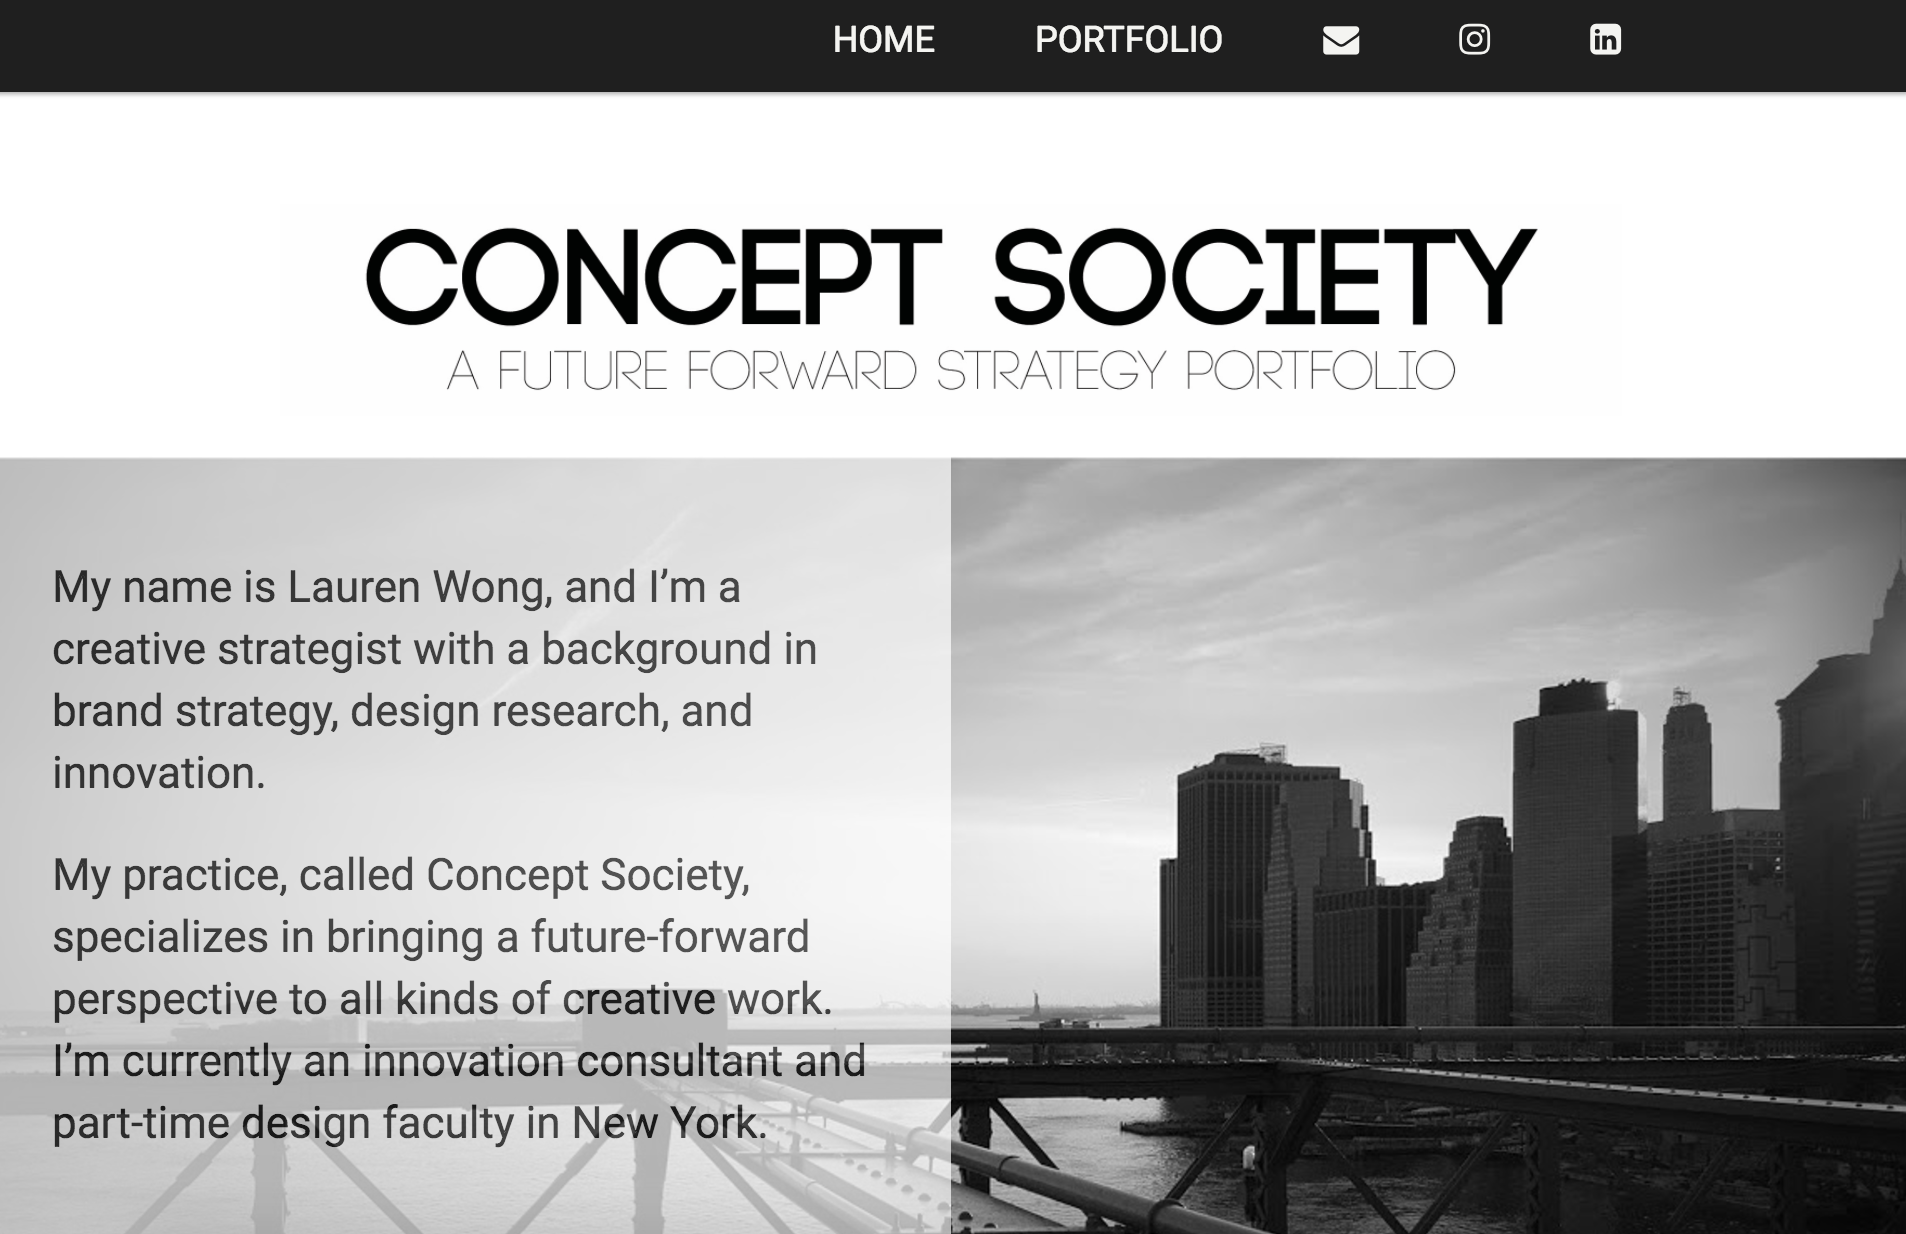 HOME PORTFOLIO
CONCEPT SOCIETY
A FUTURE FORWARD STRATEGY PORTFOLIO
My name is Lauren Wong, and I’m a
creative strategist with a background in
brand strategy, design research, and
innovation.
My practice, called Concept Society,
specializes in bringing a future-forward
perspective to all kinds of creative work.
I’m currently an innovation consultant and
part-time design faculty in New York.